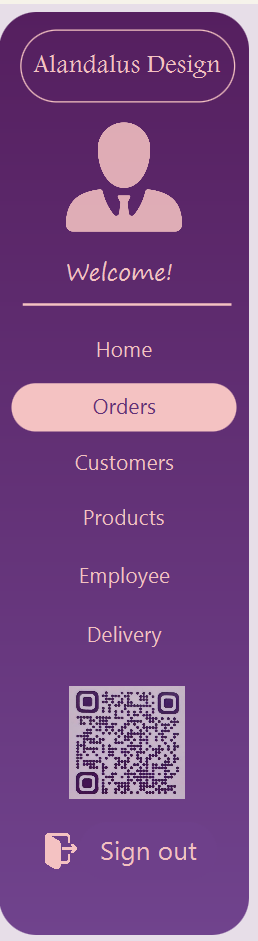 Alandalus Design
Welcome!
Home
Orders
Customers
Products
Employee
Delivery
Sign out